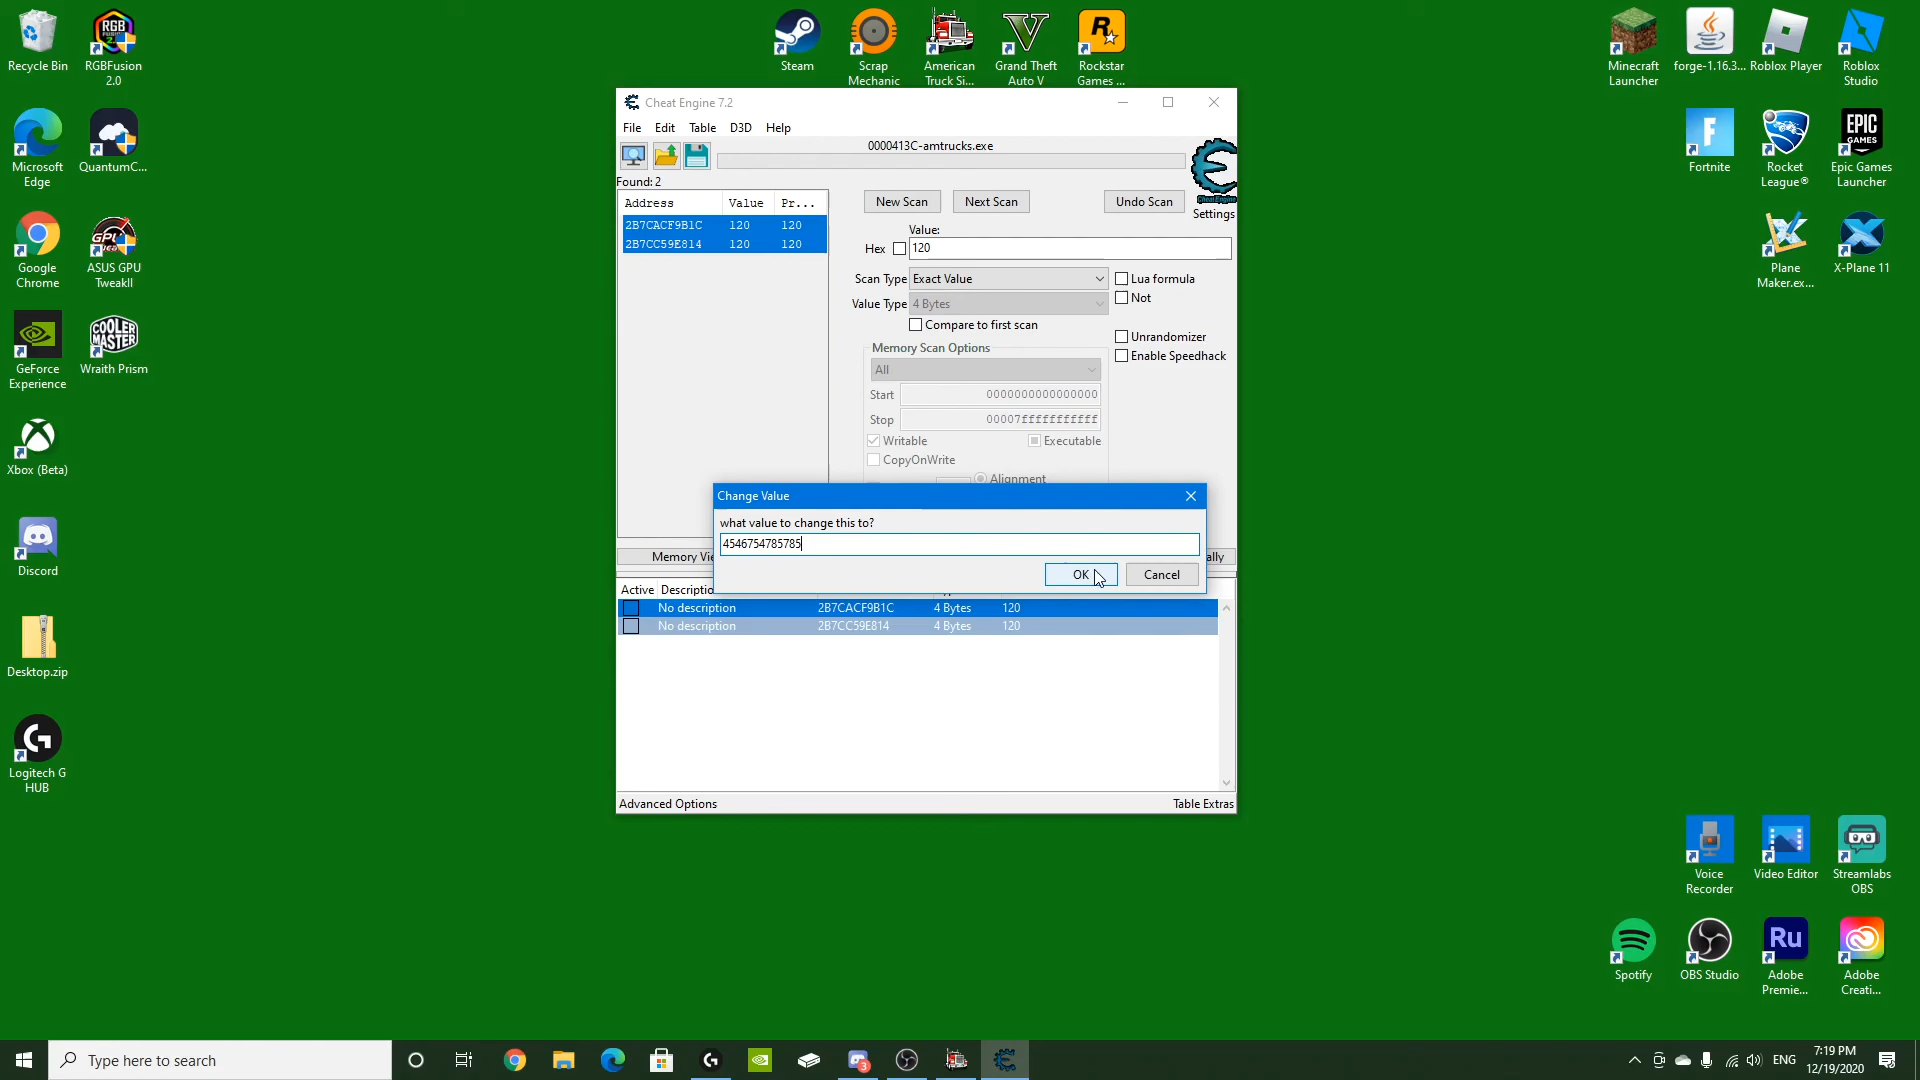 Recycle Bin
RGBFusion
2.0
Steam
Scrap
Mechanic
American
Truck Si...
Grand Theft
Auto V
Rockstar
Games ...
Minecraft
Launcher
forge-1.16.3...
Roblox Player
Roblox
Studio
Microsoft
Edge
QuantumC...
Fortnite
Rocket
League®
Epic Games
Launcher
Google
Chrome
ASUS GPU
TweakII
Plane
Maker.ex...
X-Plane 11
GeForce
Experience
Wraith Prism
Xbox (Beta)
Discord
Desktop.zip
Logitech G
HUB
Cheat Engine 7.2
File Edit Table D3D Help
0000413C-amtrucks.exe
Found: 2
Address Value Pr...
2B7CACF9B1C 120 120
2B7CC59E814 120 120
New Scan Next Scan Undo Scan
Settings
Value:
Hex 120
Scan Type Exact Value
Lua formula
Not
Value Type 4 Bytes
Compare to first scan
Unrandomizer
Enable Speedhack
Memory Scan Options
All
Start 0000000000000000
Stop 00007fffffffffff
Writable Executable
CopyOnWrite
Alignment
Change Value
what value to change this to?
4546754785785
OK Cancel
Memory Vie
ally
Active Descriptio
No description 2B7CACF9B1C 4 Bytes 120
No description 2B7CC59E814 4 Bytes 120
Advanced Options Table Extras
Voice
Recorder
Video Editor
Streamlabs
OBS
Spotify
OBS Studio
Adobe
Premie...
Adobe
Creati...
Type here to search
3
ENG
7:19 PM
12/19/2020